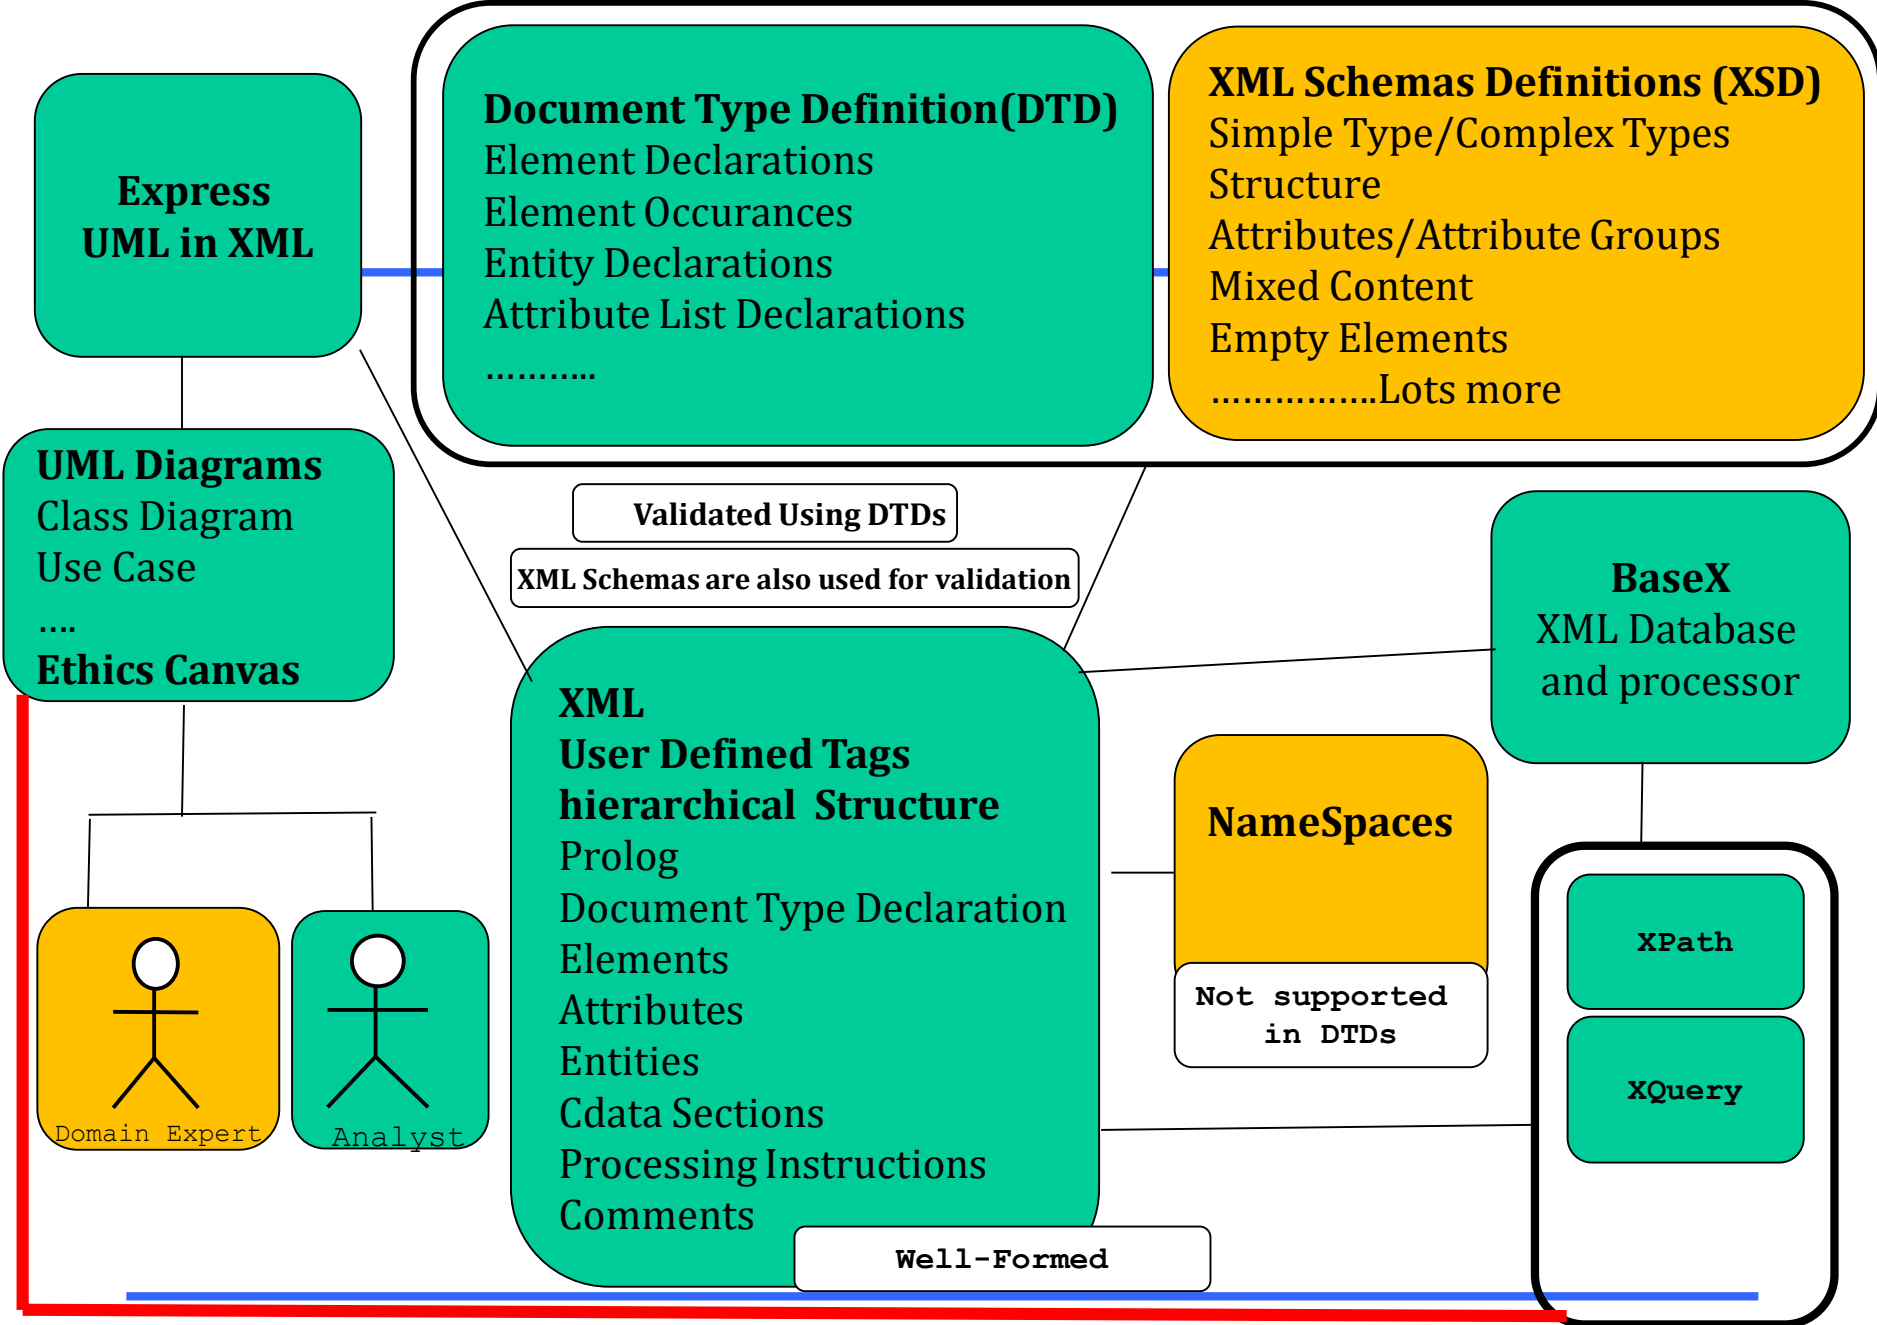 Express
UML in XML
Document Type Definition(DTD)
Element Declarations
Element Occurances
Entity Declarations
Attribute List Declarations
………..
XML Schemas Definitions (XSD)
Simple Type/Complex Types
Structure
Attributes/Attribute Groups
Mixed Content
Empty Elements
…………….Lots more
UML Diagrams
Class Diagram
Use Case
….
Ethics Canvas
Validated Using DTDs
XML Schemas are also used for validation
BaseX
XML Database
and processor
XML
User Defined Tags
hierarchical Structure
Prolog
Document Type Declaration
Elements
Attributes
Entities
Cdata Sections
Processing Instructions
Comments
Well-Formed
NameSpaces
Not supported
in DTDs
XPath
XQuery
Domain Expert
Analyst